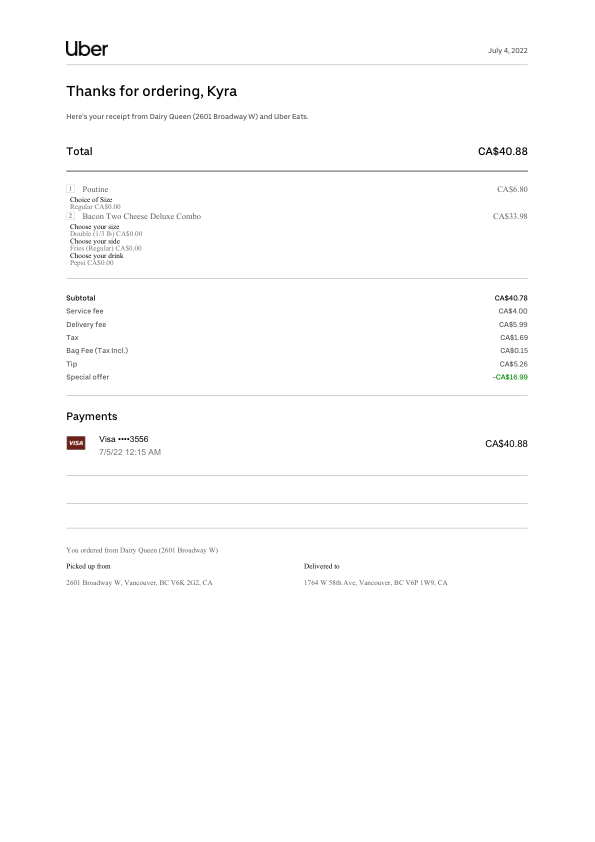 Uber
July 4, 2022
Thanks for ordering, Kyra
Here's your receipt from Dairy Queen (2601 Broadway W) and Uber Eats.
Total CA$40.88
1 Poutine CA$6.80
Choice of Size
Regular CA$0.00
2 Bacon Two Cheese Deluxe Combo CA$33.98
Choose your size
Double (1/3 lb) CA$0.00
Choose your side
Fries (Regular) CA$0.00
Choose your drink
Pepsi CA$0.00
Subtotal CA$40.78
Service fee CA$4.00
Delivery fee CA$5.99
Tax CA$1.69
Bag Fee (Tax Incl.) CA$0.15
Tip CA$5.26
Special offer -CA$16.99
Payments
VISA Visa ••••3556 CA$40.88
7/5/22 12:15 AM
You ordered from Dairy Queen (2601 Broadway W)
Picked up from Delivered to
2601 Broadway W, Vancouver, BC V6K 2G2, CA 1764 W 58th Ave, Vancouver, BC V6P 1W9, CA